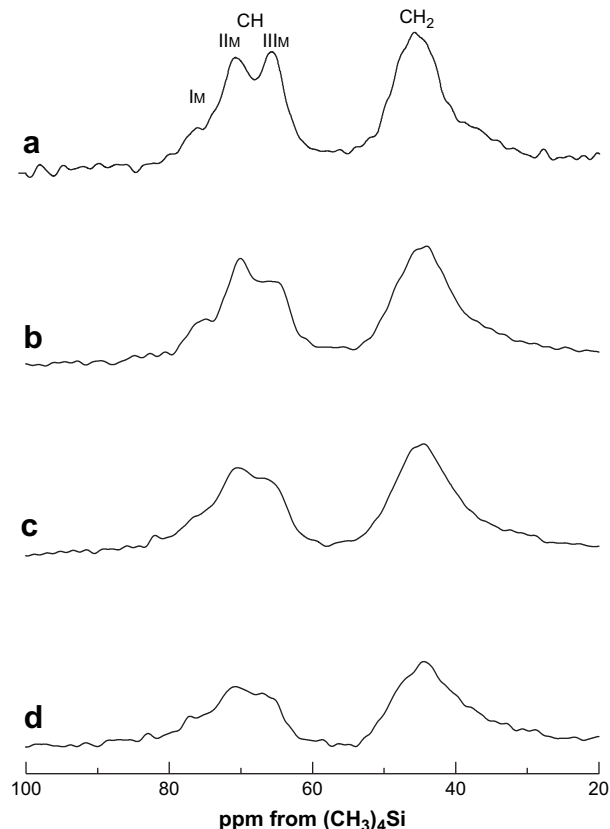 CH
CH₂
IIM IIIM
IM
a
b
c
d
100 80 60 40 20
ppm from (CH₃)₄Si